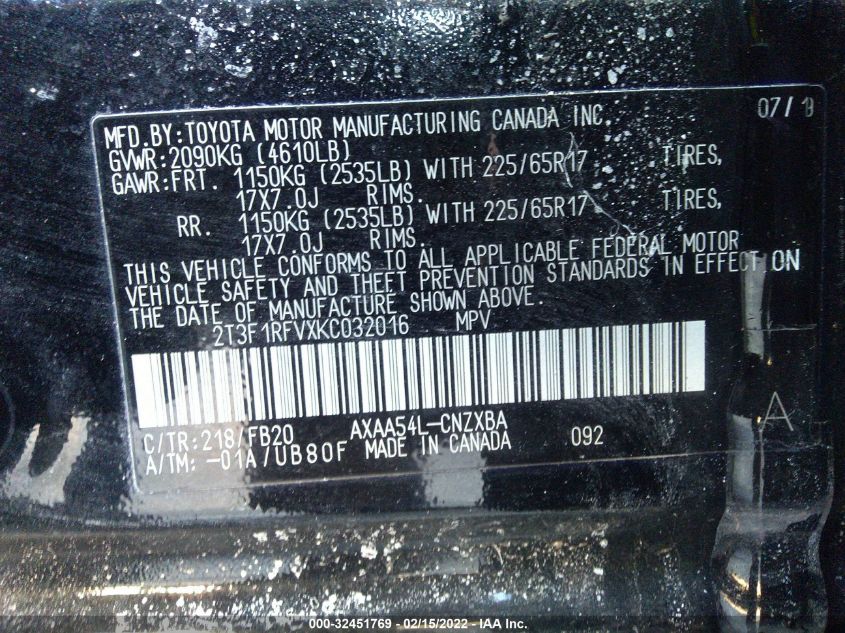 07/19
MFD.BY:TOYOTA MOTOR MANUFACTURING CANADA INC.
GVWR:2090KG (4610LB)
GAWR:FRT. 1150KG (2535LB) WITH 225/65R17 TIRES,
17X7.0J RIMS.
RR. 1150KG (2535LB) WITH 225/65R17 TIRES,
17X7.0J RIMS.
THIS VEHICLE CONFORMS TO ALL APPLICABLE FEDERAL MOTOR
VEHICLE SAFETY AND THEFT PREVENTION STANDARDS IN EFFECT ON
THE DATE OF MANUFACTURE SHOWN ABOVE.
2T3F1RFVXKC032016 MPV
C/TR:218/FB20 AXAA54L-CNZXBA
A/TM: -01A/UB80F MADE IN CANADA 092
A
000-32451769 - 02/15/2022 - IAA Inc.